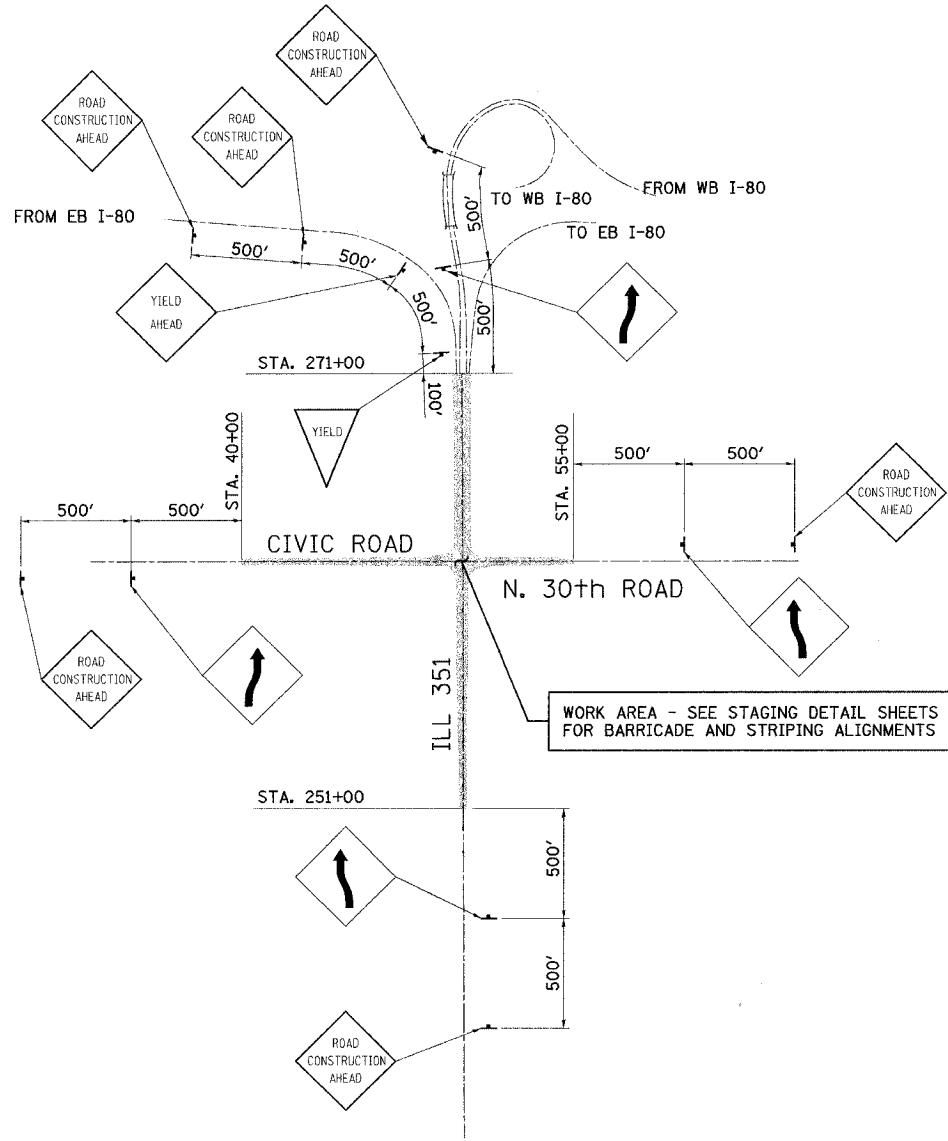 ROAD
CONSTRUCTION
AHEAD
ROAD
CONSTRUCTION
AHEAD
ROAD
CONSTRUCTION
AHEAD
FROM EB I-80
TO WB I-80
FROM WB I-80
TO EB I-80
500'
500'
500'
500'
500'
YIELD
AHEAD
STA. 271+00
100'
YIELD
STA. 40+00
STA. 55+00
500'
500'
ROAD
CONSTRUCTION
AHEAD
500'
500'
CIVIC ROAD
N. 30th ROAD
ROAD
CONSTRUCTION
AHEAD
ILL 351
WORK AREA - SEE STAGING DETAIL SHEETS
FOR BARRICADE AND STRIPING ALIGNMENTS
STA. 251+00
500'
500'
ROAD
CONSTRUCTION
AHEAD